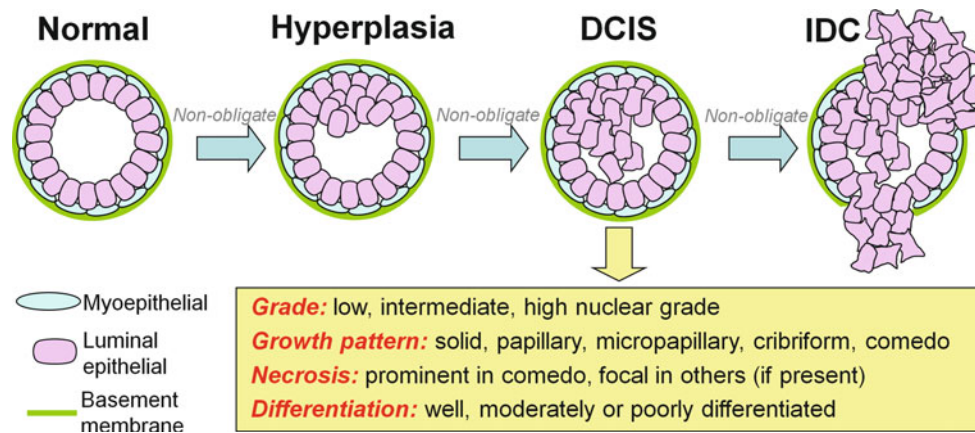 Normal
Hyperplasia
DCIS
IDC
Non-obligate
Non-obligate
Non-obligate
Myoepithelial
Luminal
epithelial
Basement
membrane
Grade: low, intermediate, high nuclear grade
Growth pattern: solid, papillary, micropapillary, cribriform, comedo
Necrosis: prominent in comedo, focal in others (if present)
Differentiation: well, moderately or poorly differentiated